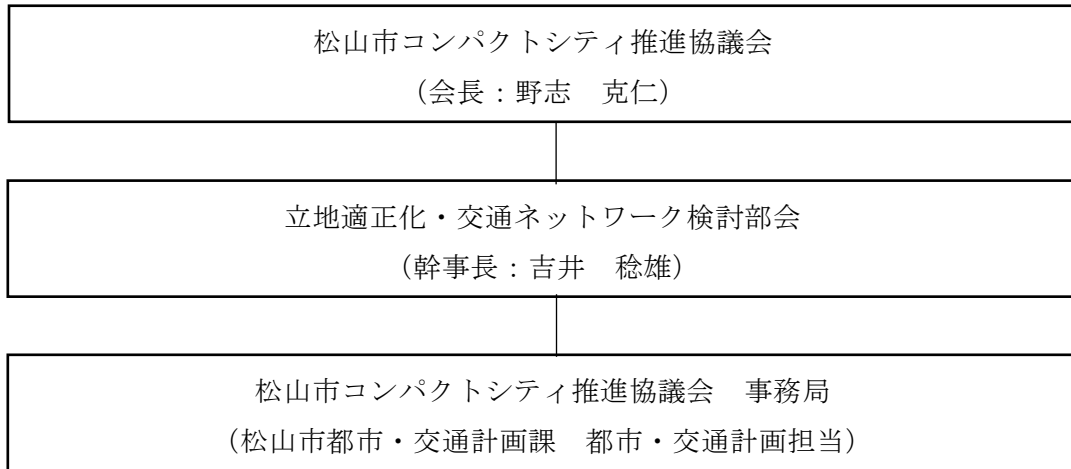 松山市コンパクトシティ推進協議会
（会長：野志　克仁）
立地適正化・交通ネットワーク検討部会
（幹事長：吉井　稔雄）
松山市コンパクトシティ推進協議会　事務局
（松山市都市・交通計画課　都市・交通計画担当）